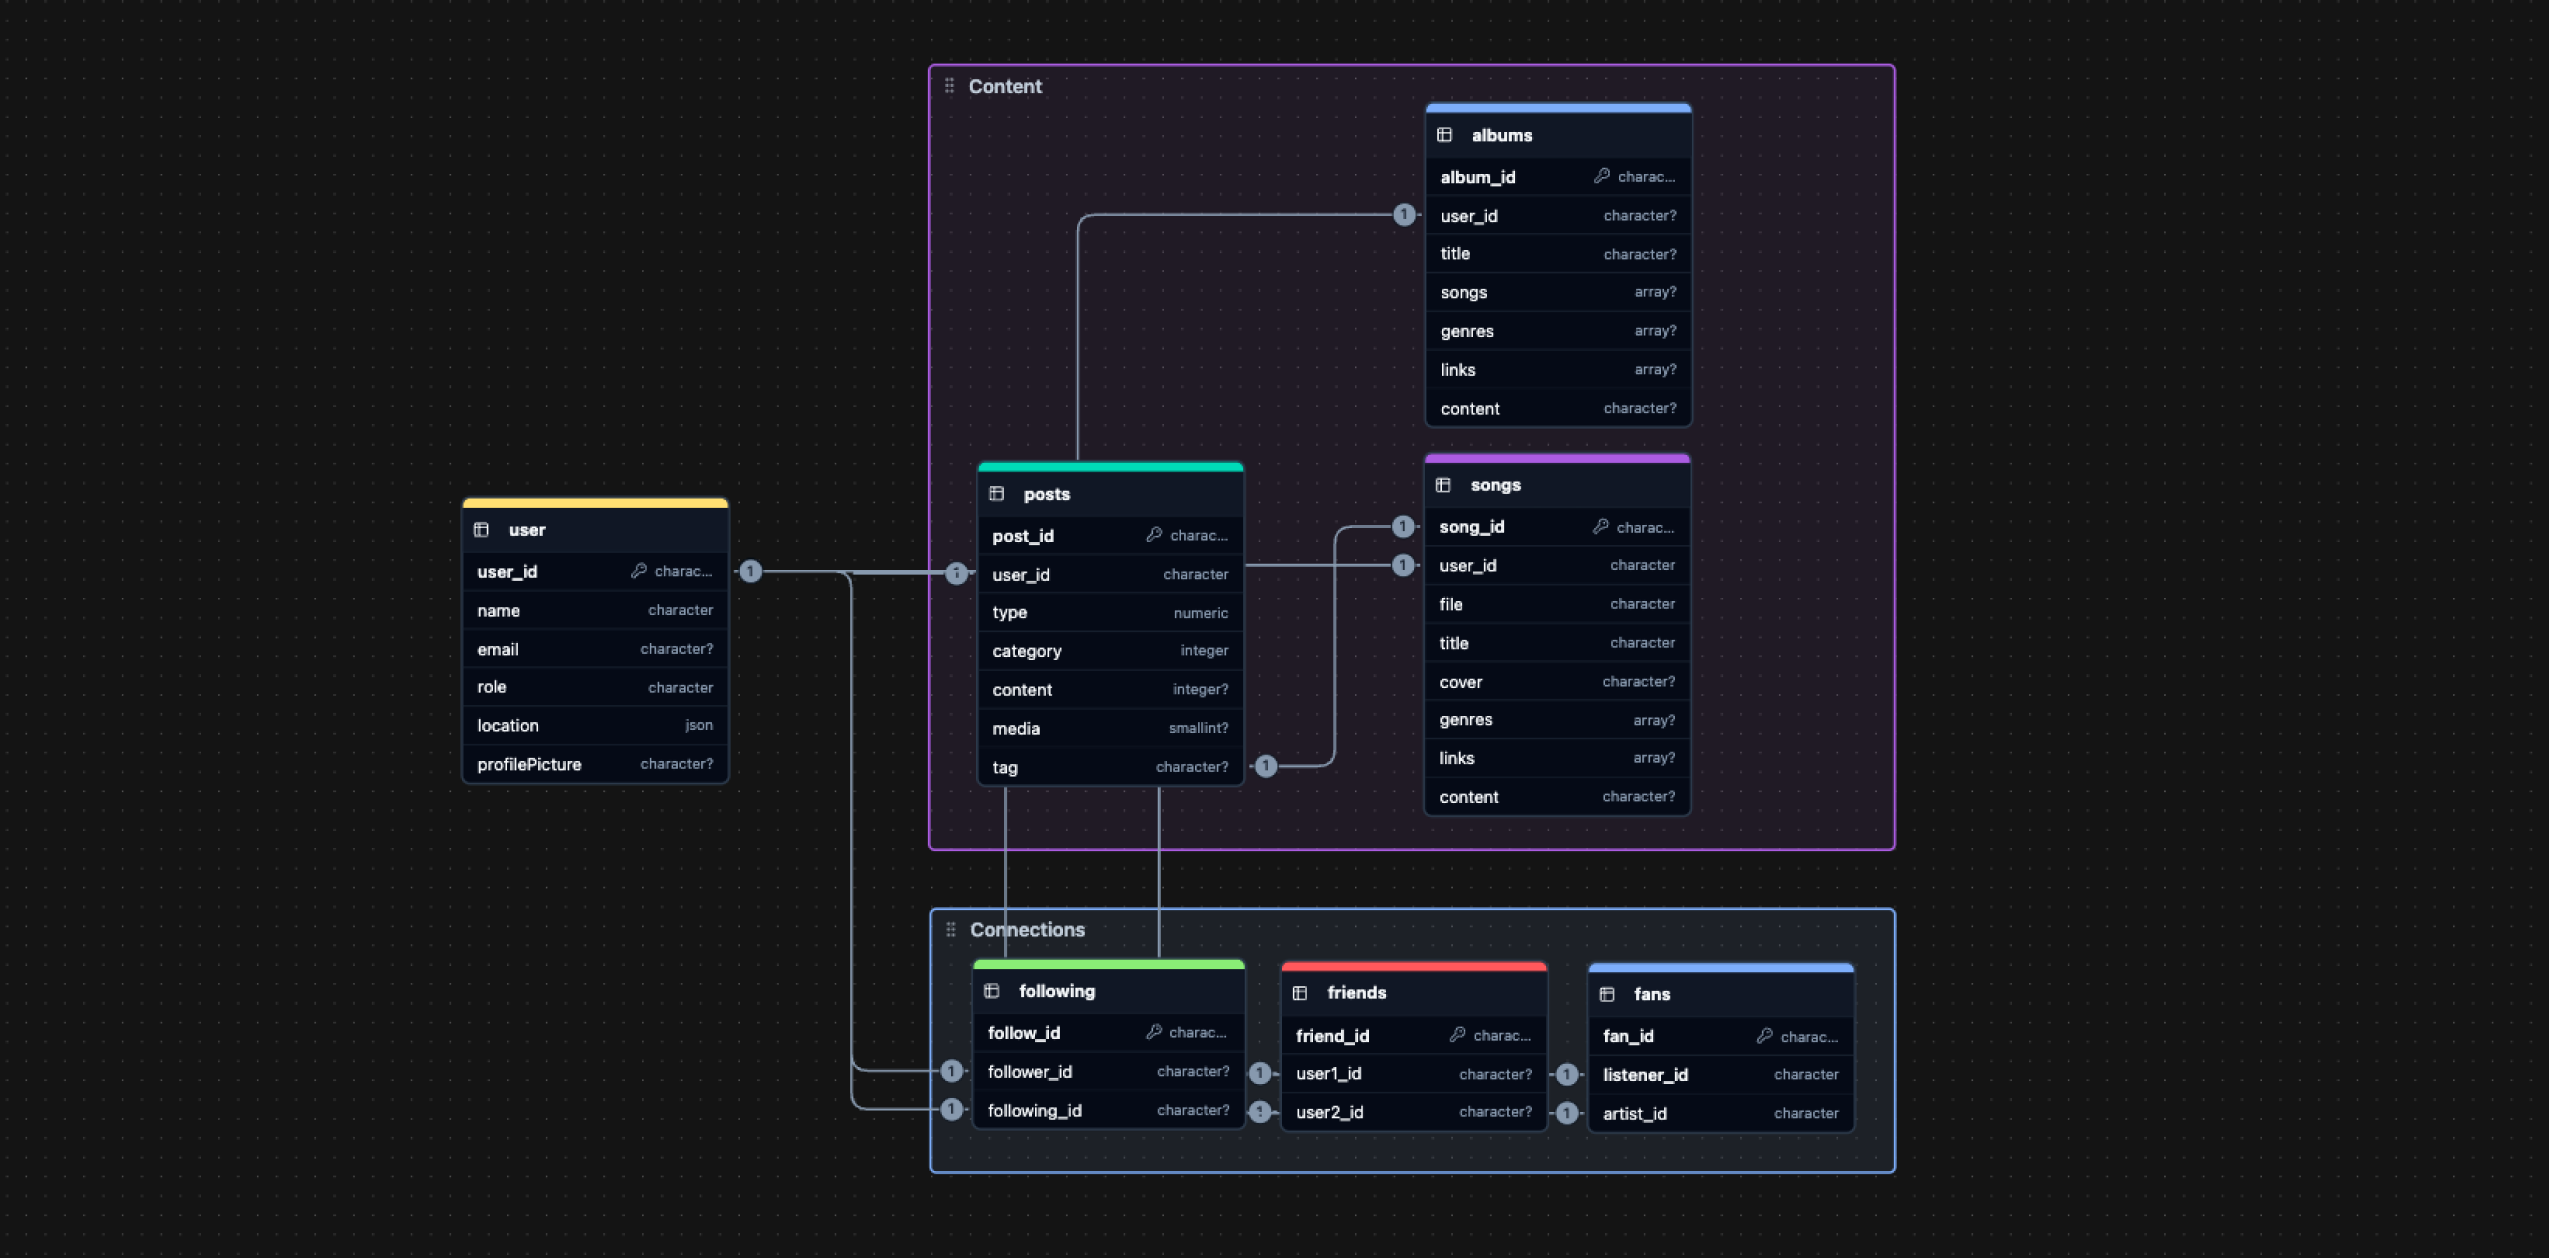 Content
albums
album_id charac...
user_id character?
title character?
songs array?
genres array?
links array?
content character?
posts
post_id charac...
user_id character
type numeric
category integer
content integer?
media smallint?
tag character?
songs
song_id charac...
user_id character
file character
title character
cover character?
genres array?
links array?
content character?
user
user_id charac...
name character
email character?
role character
location json
profilePicture character?
1
1
1
1
1
1
Connections
following
follow_id charac...
follower_id character?
following_id character?
friends
friend_id charac...
user1_id character?
user2_id character?
fans
fan_id charac...
listener_id character
artist_id character
1
1
1
1
1
1